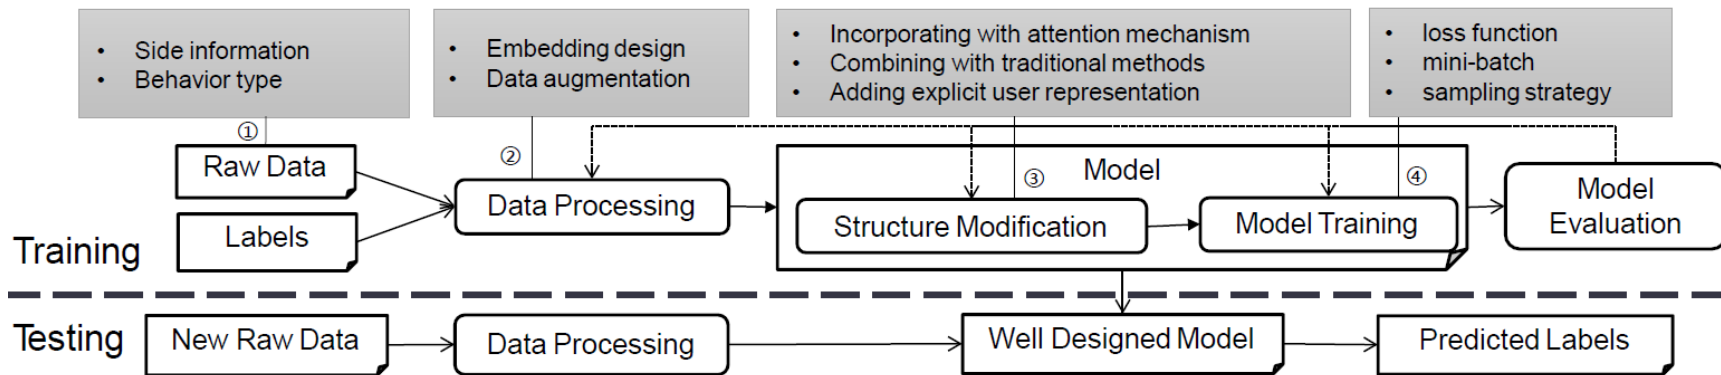 • Side information
• Behavior type
• Embedding design
• Data augmentation
• Incorporating with attention mechanism
• Combining with traditional methods
• Adding explicit user representation
• loss function
• mini-batch
• sampling strategy
①
②
③
④
Raw Data
Labels
Data Processing
Model
Structure Modification
Model Training
Model
Evaluation
Training
Testing
New Raw Data
Data Processing
Well Designed Model
Predicted Labels